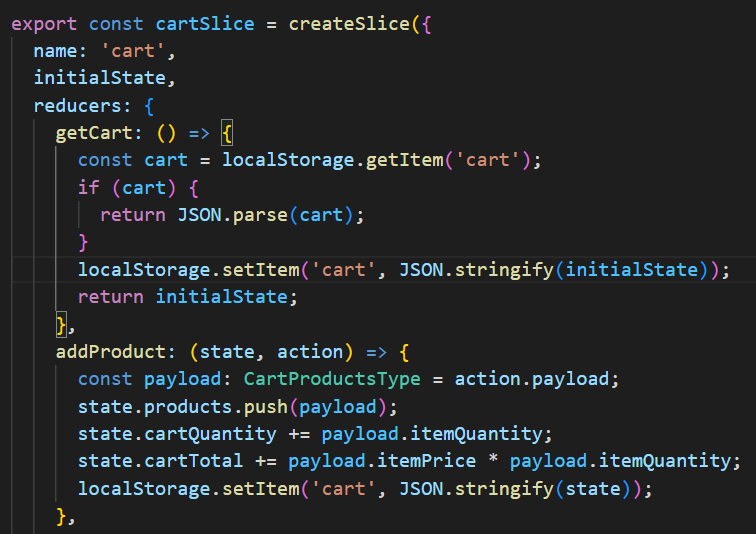 export const cartSlice = createSlice({
  name: 'cart',
  initialState,
  reducers: {
    getCart: () => {
      const cart = localStorage.getItem('cart');
      if (cart) {
        return JSON.parse(cart);
      }
      localStorage.setItem('cart', JSON.stringify(initialState));
      return initialState;
    },
    addProduct: (state, action) => {
      const payload: CartProductsType = action.payload;
      state.products.push(payload);
      state.cartQuantity += payload.itemQuantity;
      state.cartTotal += payload.itemPrice * payload.itemQuantity;
      localStorage.setItem('cart', JSON.stringify(state));
    },